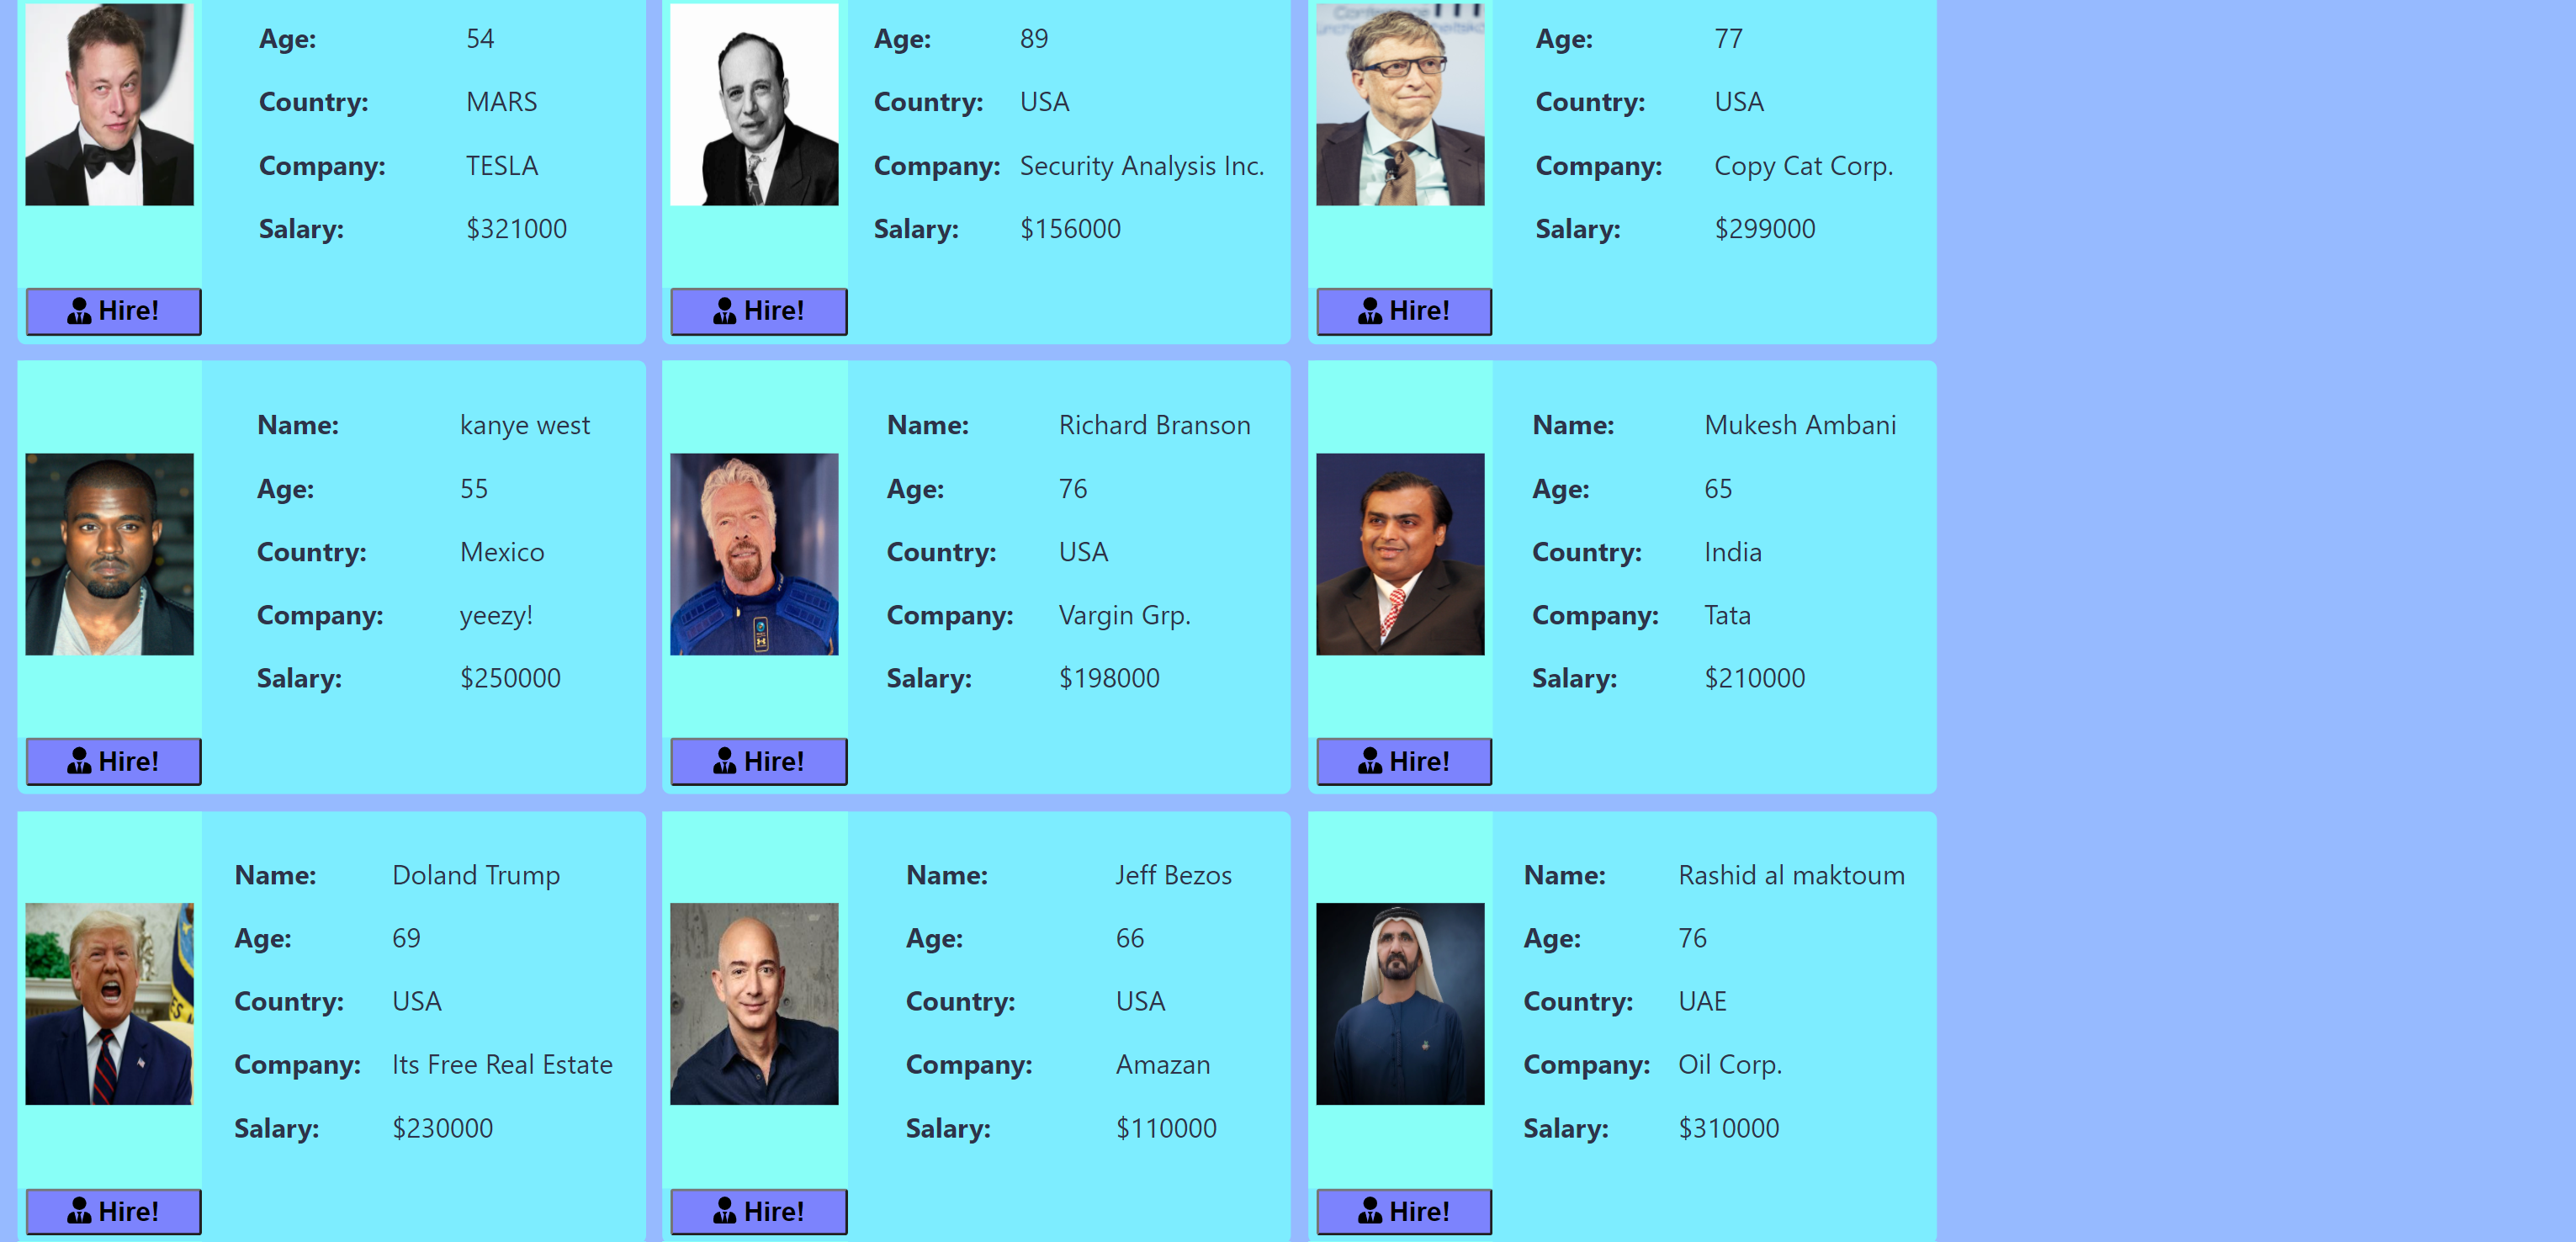 Age: 54
Country: MARS
Company: TESLA
Salary: $321000
Hire!
Age: 89
Country: USA
Company: Security Analysis Inc.
Salary: $156000
Hire!
Age: 77
Country: USA
Company: Copy Cat Corp.
Salary: $299000
Hire!
Name: kanye west
Age: 55
Country: Mexico
Company: yeezy!
Salary: $250000
Hire!
Name: Richard Branson
Age: 76
Country: USA
Company: Vargin Grp.
Salary: $198000
Hire!
Name: Mukesh Ambani
Age: 65
Country: India
Company: Tata
Salary: $210000
Hire!
Name: Doland Trump
Age: 69
Country: USA
Company: Its Free Real Estate
Salary: $230000
Hire!
Name: Jeff Bezos
Age: 66
Country: USA
Company: Amazan
Salary: $110000
Hire!
Name: Rashid al maktoum
Age: 76
Country: UAE
Company: Oil Corp.
Salary: $310000
Hire!